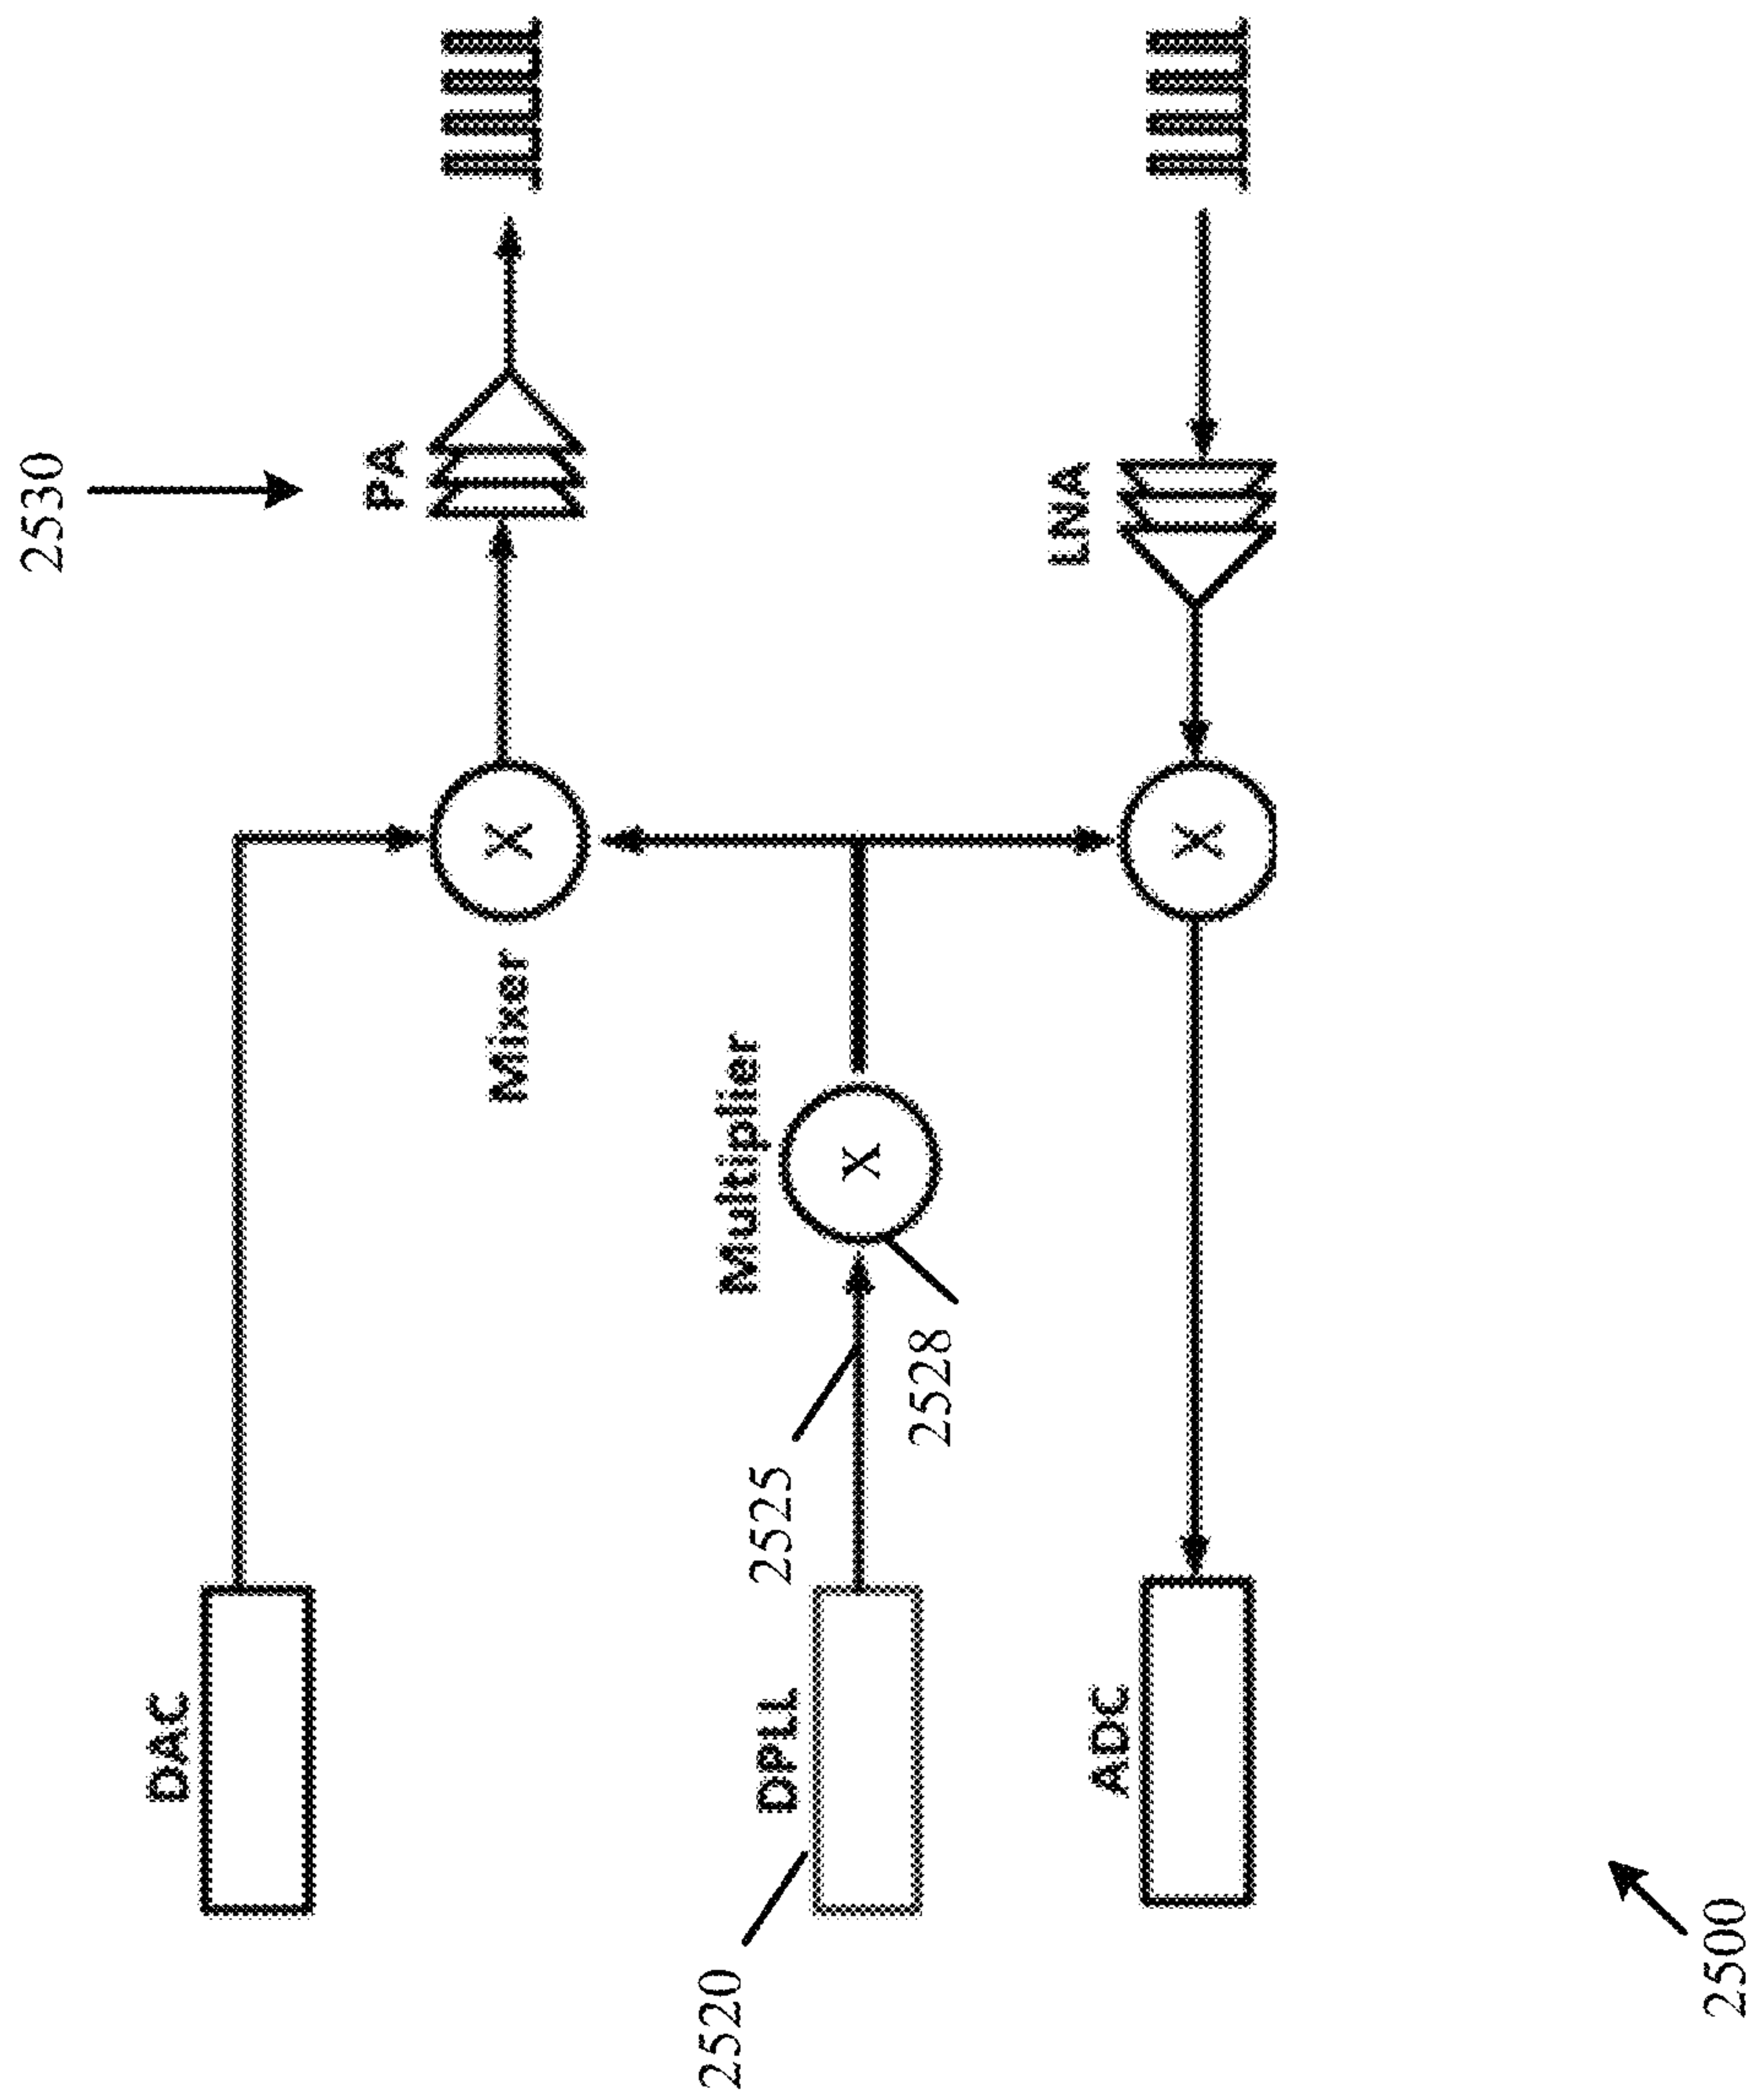 2530
DAC
PA
Mixer
X
2520
Multiplier
2525
DPLL
X
2528
LNA
ADC
X
2500